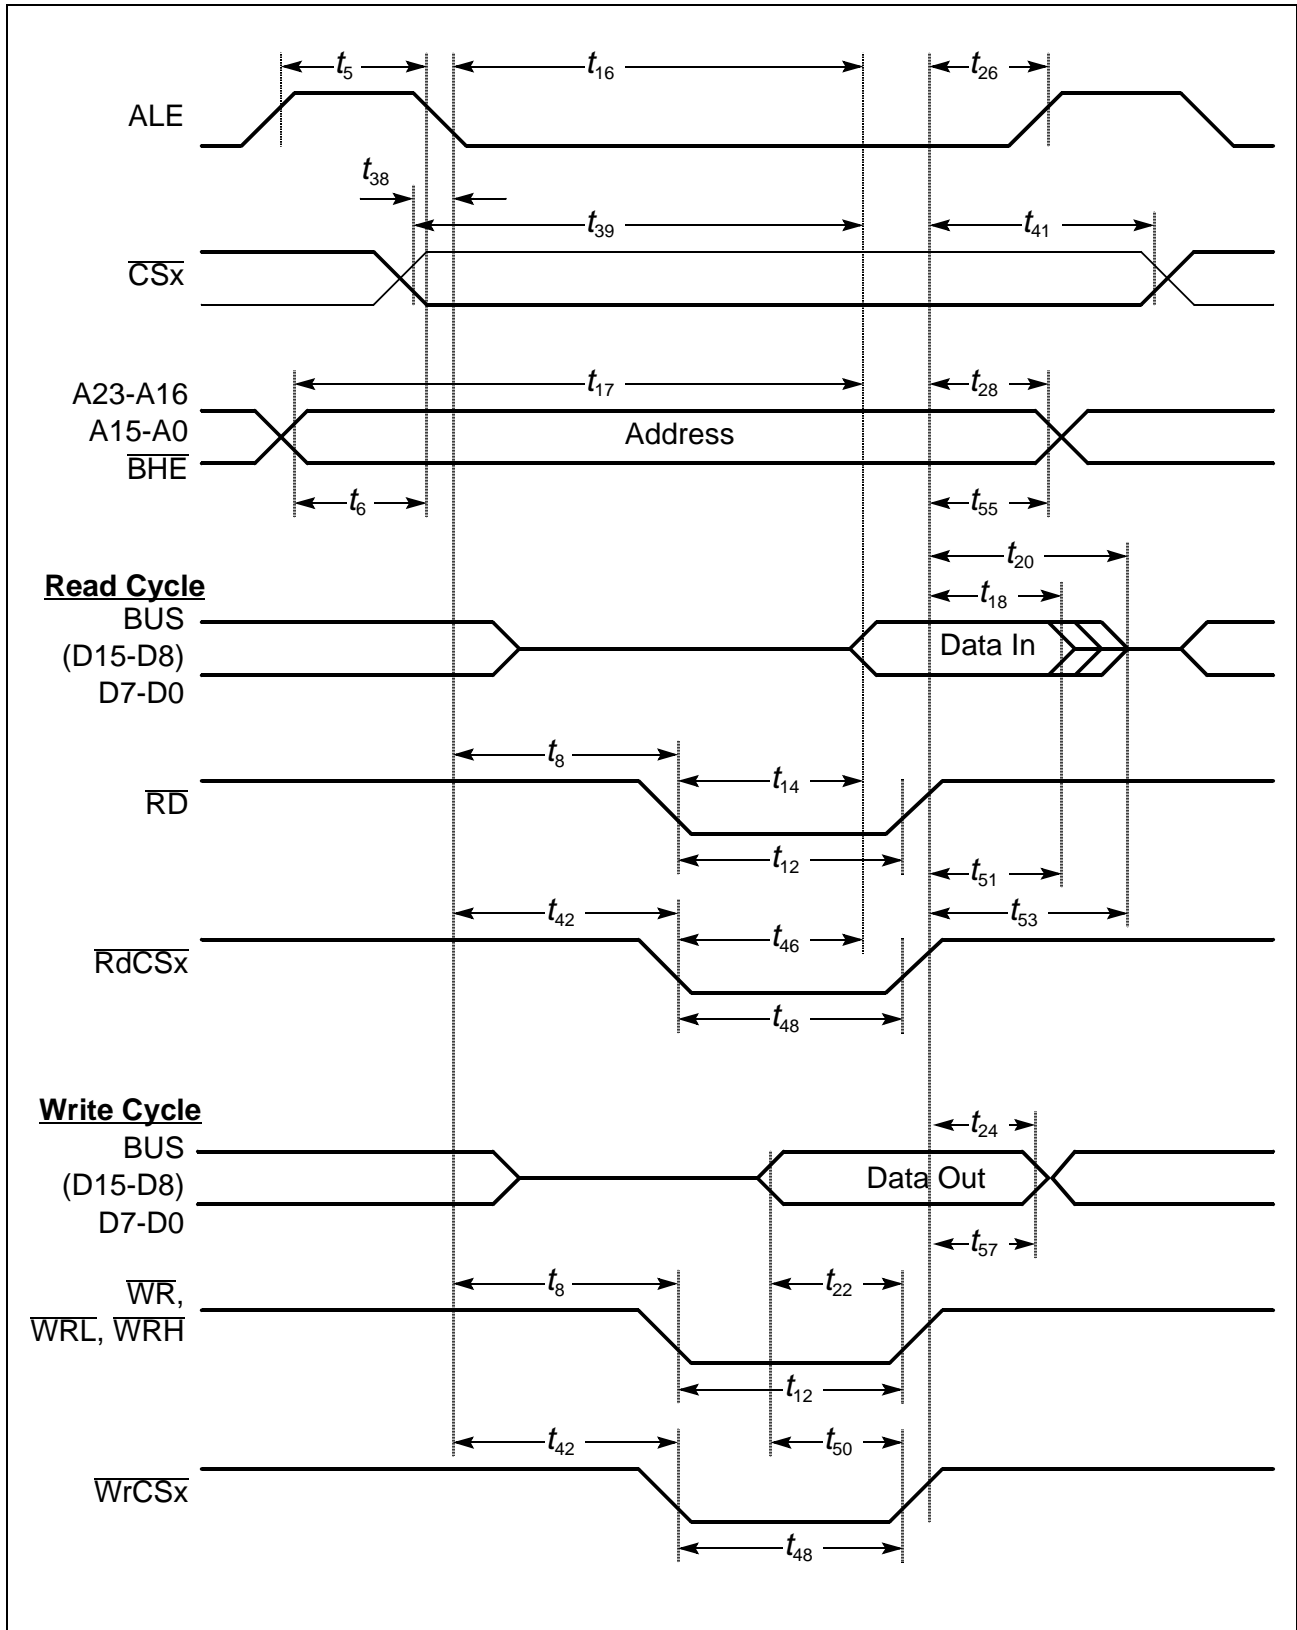 t5 t16 t26
ALE
t38
t39 t41
CSx
t17 t28
A23-A16
A15-A0 Address
BHE
t6 t55
t20
Read Cycle
t18
BUS
(D15-D8) Data In
D7-D0
t8
t14
RD
t12
t51
t42 t53
t46
RdCSx
t48
Write Cycle
t24
BUS
(D15-D8) Data Out
D7-D0
t57
t8 t22
WR,
WRL, WRH
t12
t42 t50
WrCSx
t48